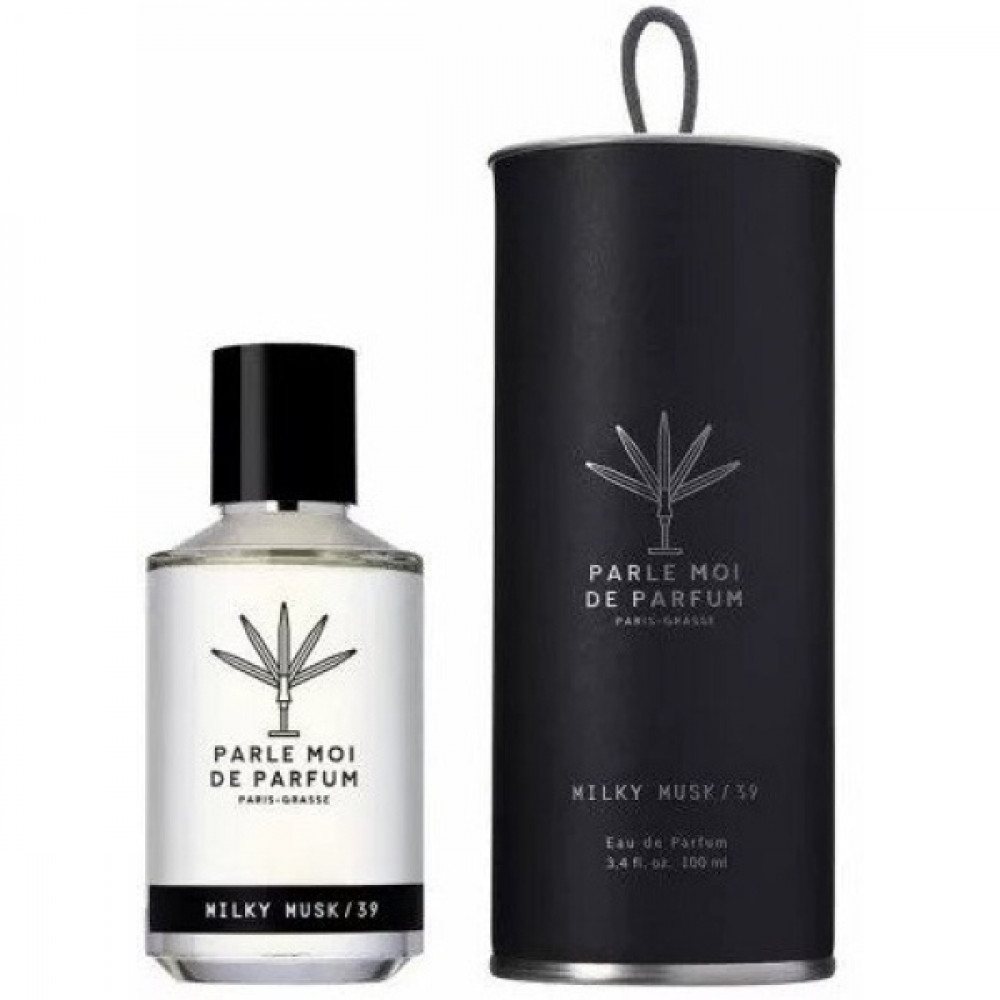 PARLE MOI
DE PARFUM
PARIS-GRASSE
MILKY MUSK/39
PARLE MOI
DE PARFUM
PARIS-GRASSE
MILKY MUSK/39
Eau de Parfum
3.4 fl. oz. 100 ml